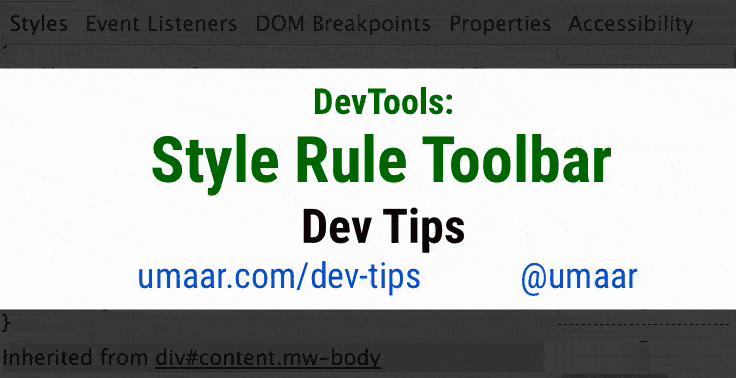 Styles Event Listeners DOM Breakpoints Properties Accessibility
}
DevTools:
Style Rule Toolbar
Dev Tips
umaar.com/dev-tips @umaar
}
Inherited from div#content.mw-body